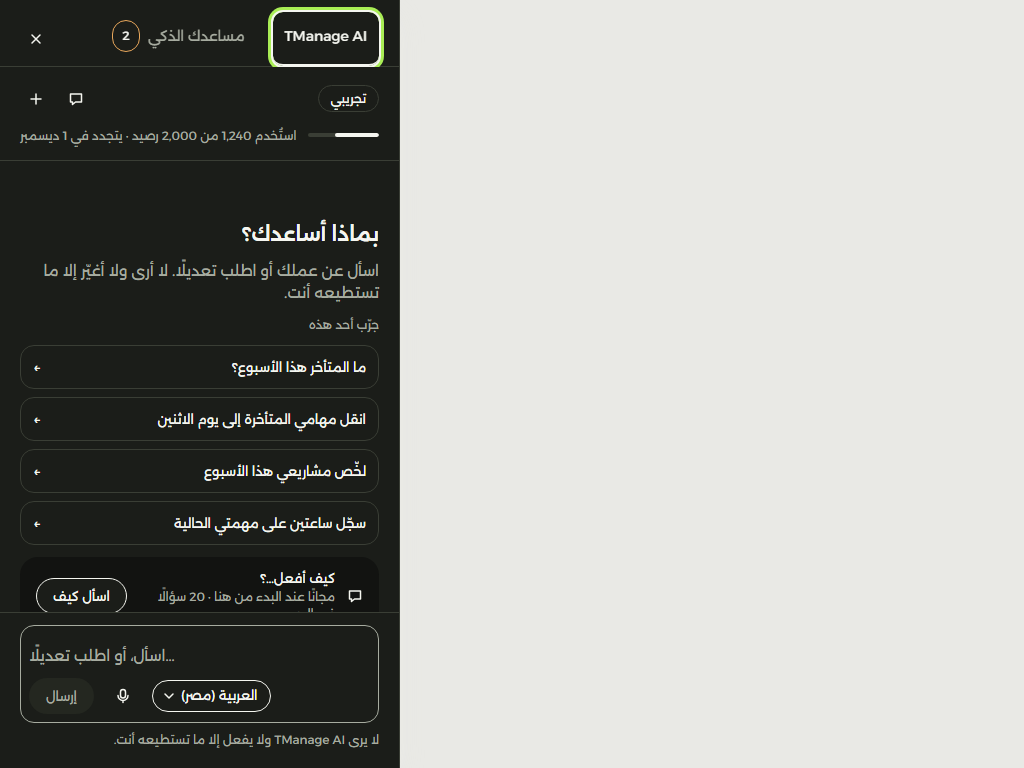 TManage AI
مساعدك الذكي
2
تجريبي
استُخدم 1,240 من 2,000 رصيد · يتجدد في 1 ديسمبر
بماذا أساعدك؟
اسأل عن عملك أو اطلب تعديلًا. لا أرى ولا أغيّر إلا ما
تستطيعه أنت.
جرّب أحد هذه
ما المتأخر هذا الأسبوع؟
انقل مهامي المتأخرة إلى يوم الاثنين
لخّص مشاريعي هذا الأسبوع
سجّل ساعتين على مهمتي الحالية
كيف أفعل...؟
مجانًا عند البدء من هنا · 20 سؤالًا
اسأل كيف
اسأل، أو اطلب تعديلًا...
العربية (مصر)
إرسال
لا يرى TManage AI ولا يفعل إلا ما تستطيعه أنت.